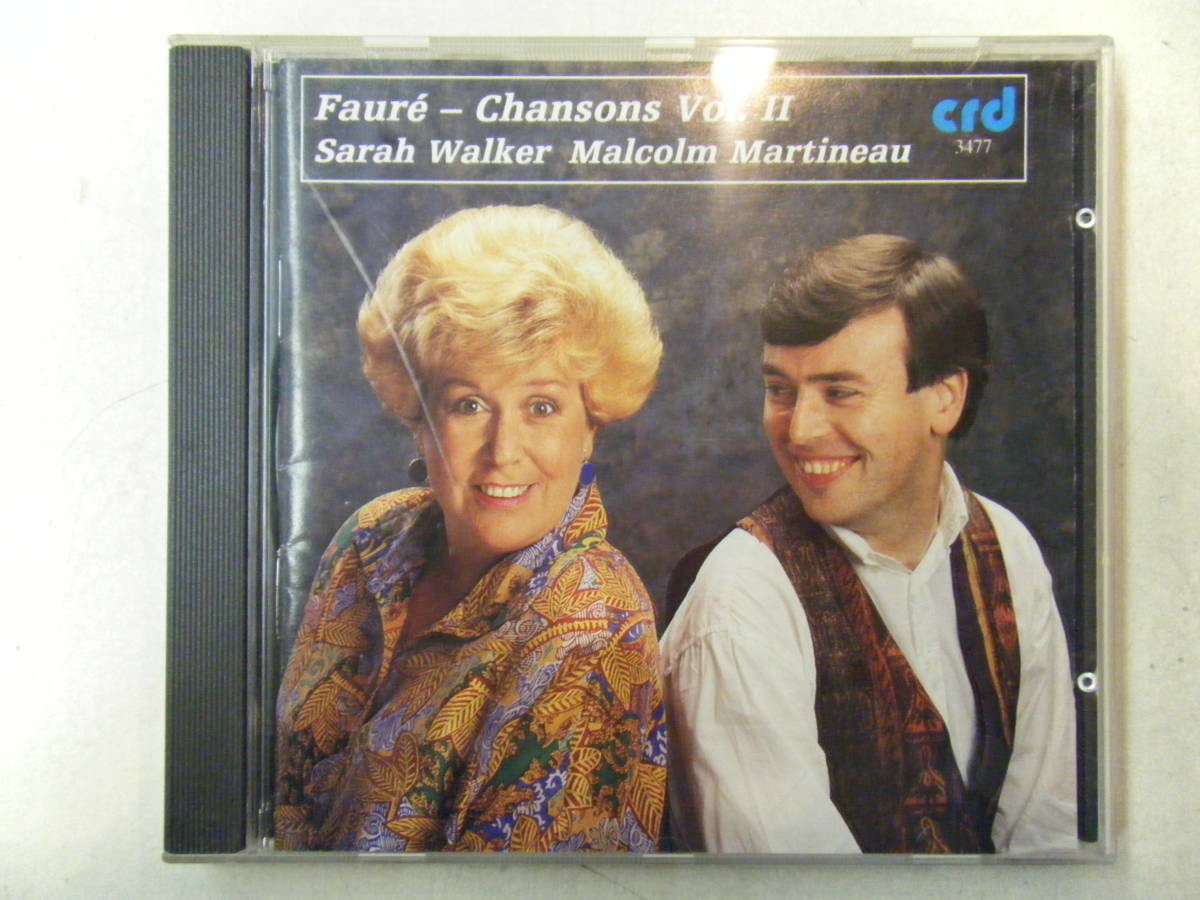 Fauré – Chansons Vol. II
Sarah Walker Malcolm Martineau
crd
3477